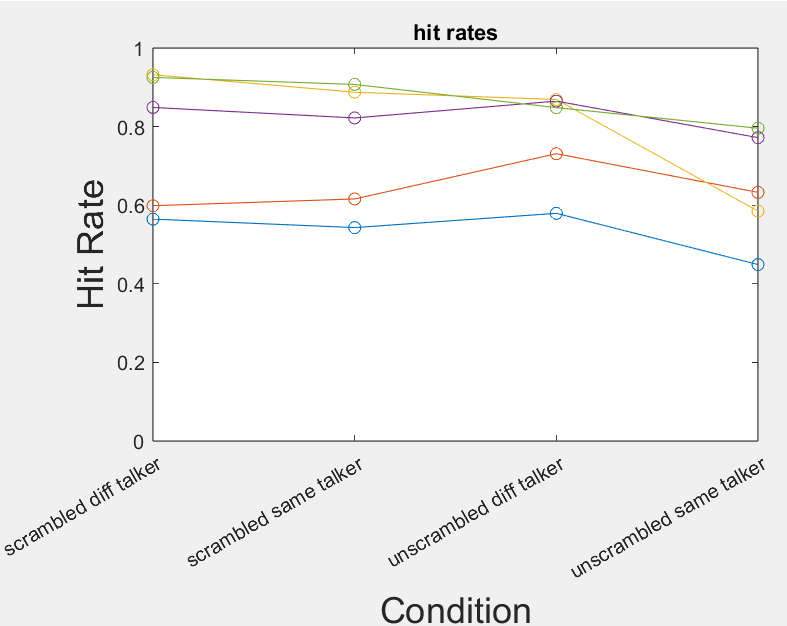 hit rates
Hit Rate
1
0.8
0.6
0.4
0.2
0
scrambled diff talker
scrambled same talker
unscrambled diff talker
unscrambled same talker
Condition